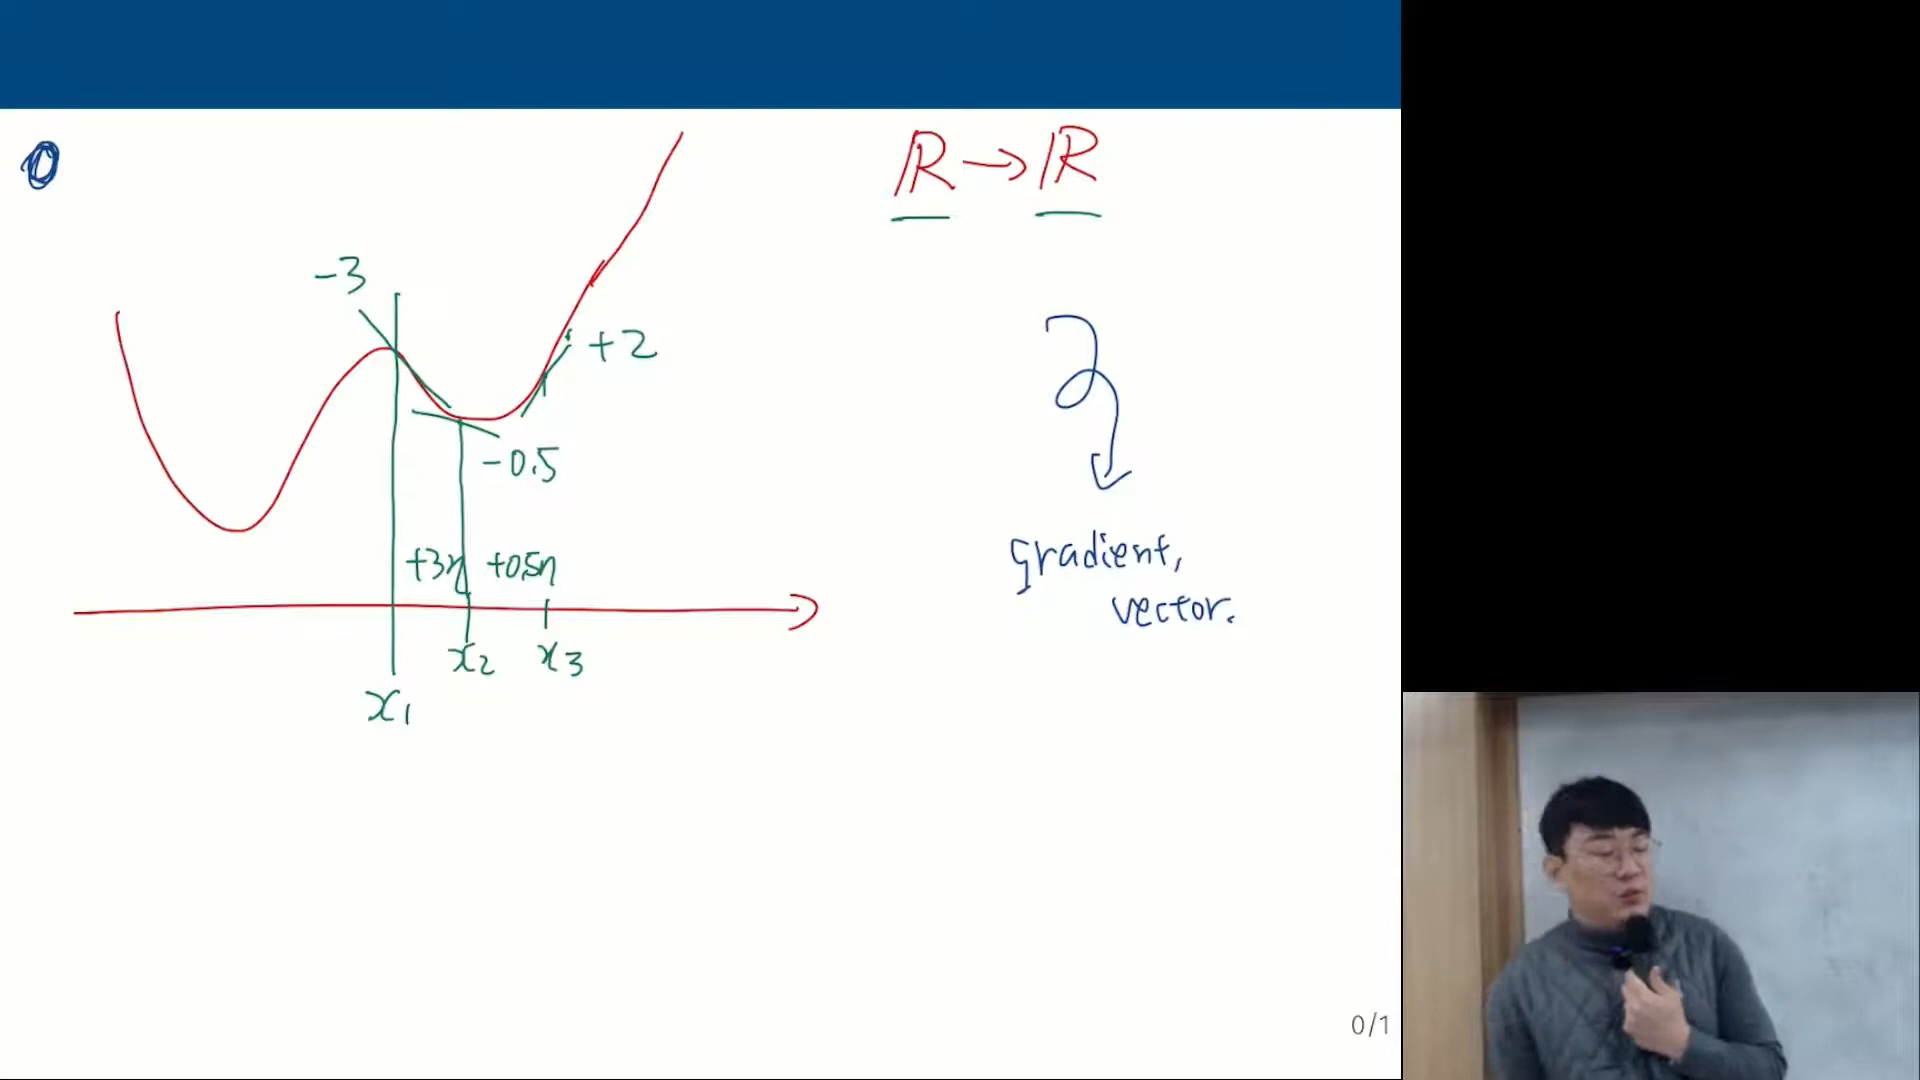 0
ℝ → ℝ
-3
+2
-0.5
+3η
+0.5η
gradient,
vector.
x₁
x₂
x₃
0/1